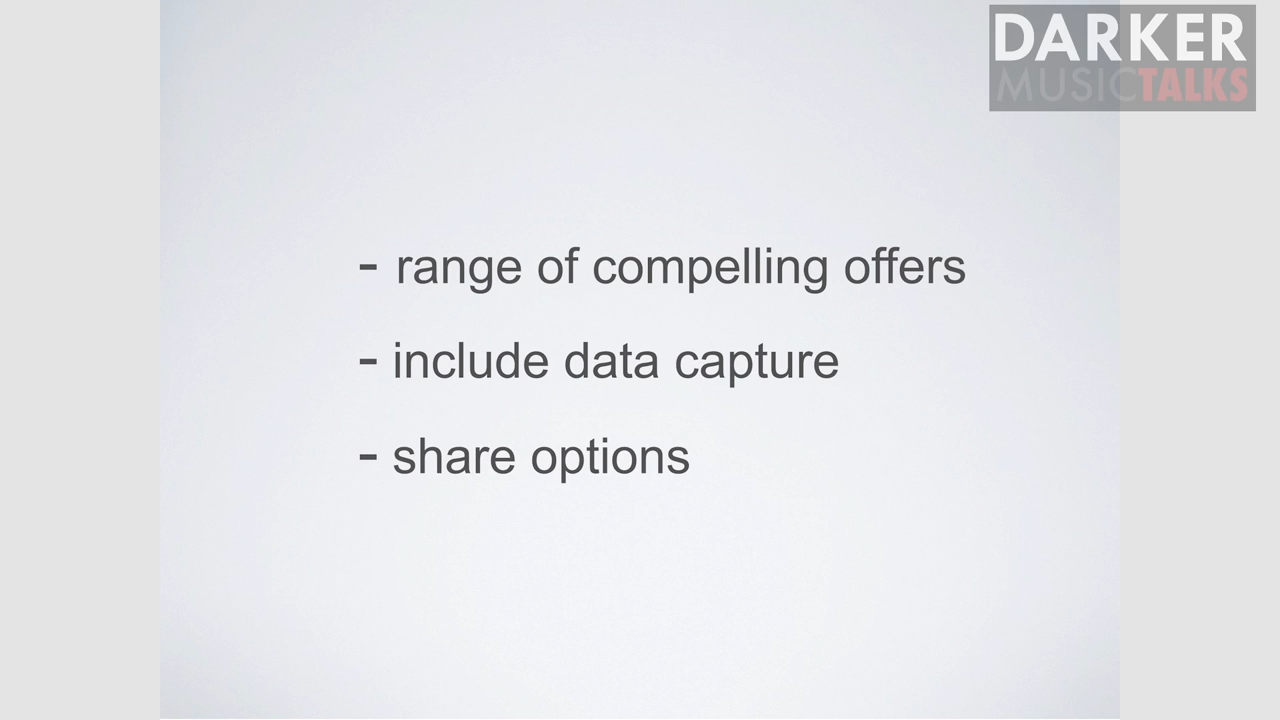 DARKER
MUSICTALKS
- range of compelling offers
- include data capture
- share options